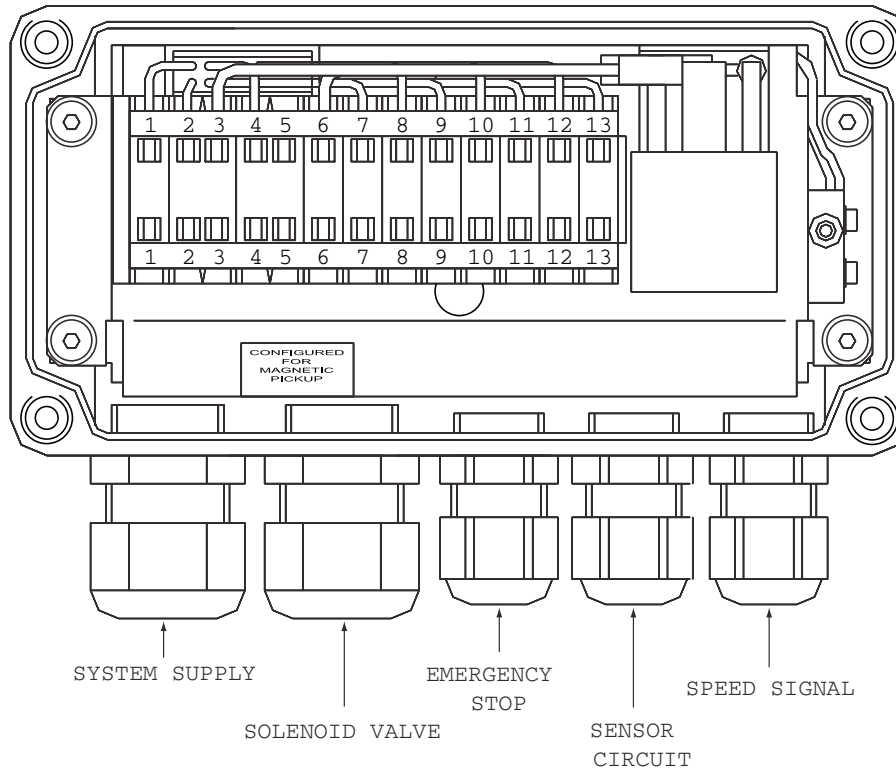 1 2 3 4 5 6 7 8 9 10 11 12 13
1 2 3 4 5 6 7 8 9 10 11 12 13
CONFIGURED
FOR
MAGNETIC
PICKUP
SYSTEM SUPPLY
SOLENOID VALVE
EMERGENCY
STOP
SENSOR
CIRCUIT
SPEED SIGNAL